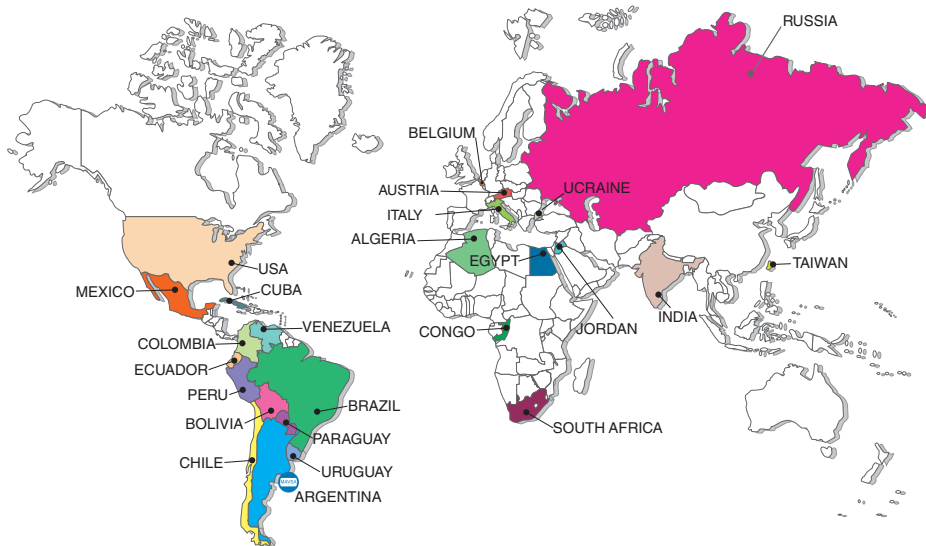 RUSSIA
BELGIUM
AUSTRIA
UCRAINE
ITALY
ALGERIA
EGYPT
USA
TAIWAN
MEXICO
CUBA
INDIA
VENEZUELA
CONGO
JORDAN
COLOMBIA
ECUADOR
PERU
BRAZIL
BOLIVIA
SOUTH AFRICA
PARAGUAY
CHILE
URUGUAY
MAVSA
ARGENTINA